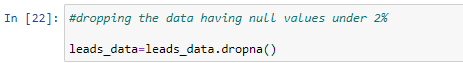 In [22]: #dropping the data having null values under 2%
leads_data=leads_data.dropna()